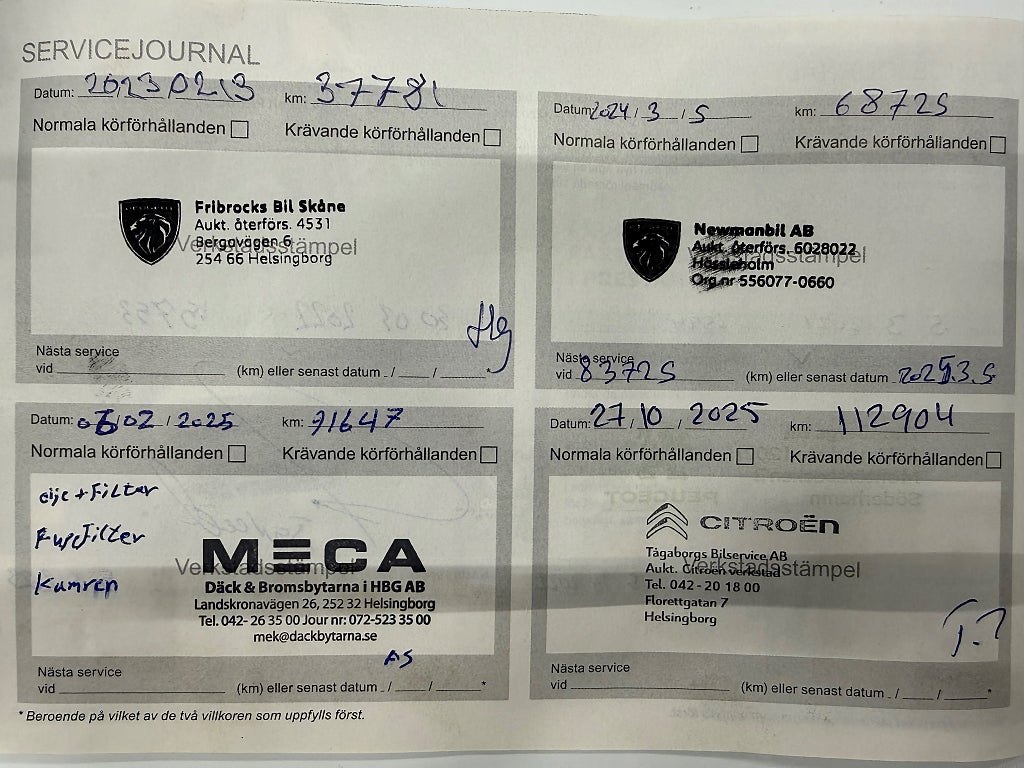 SERVICEJOURNAL
Datum: 20230213 km: 37781
Normala körförhållanden Krävande körförhållanden
Fribrocks Bil Skåne
Aukt. återförs. 4531
Bergavägen 6
254 66 Helsingborg
Verkstadsstämpel
Nästa service
vid (km) eller senast datum / / *
Datum 2024 / 3 / 5 km: 68725
Normala körförhållanden Krävande körförhållanden
Newmanbil AB
Aukt. återförs. 6028022
Hässleholm
Org.nr 556077-0660
Verkstadsstämpel
Nästa service
vid 83725 (km) eller senast datum 2025.3.5
Datum: 02 / 2025 km: 91647
Normala körförhållanden Krävande körförhållanden
olje + Filter
Filter
Kamrem
MECA
Verkstadsstämpel
Däck & Bromsbytarna i HBG AB
Landskronavägen 26, 252 32 Helsingborg
Tel. 042- 26 35 00 Jour nr: 072-523 35 00
mek@dackbytarna.se
AS
Nästa service
vid (km) eller senast datum / / *
Datum: 27 / 10 / 2025 km: 112904
Normala körförhållanden Krävande körförhållanden
CITROËN
Tågaborgs Bilservice AB
Aukt. Citroën verkstad
Verkstadsstämpel
Tel. 042 - 20 18 00
Florettgatan 7
Helsingborg
Nästa service
vid (km) eller senast datum / / *
* Beroende på vilket av de två villkoren som uppfylls först.